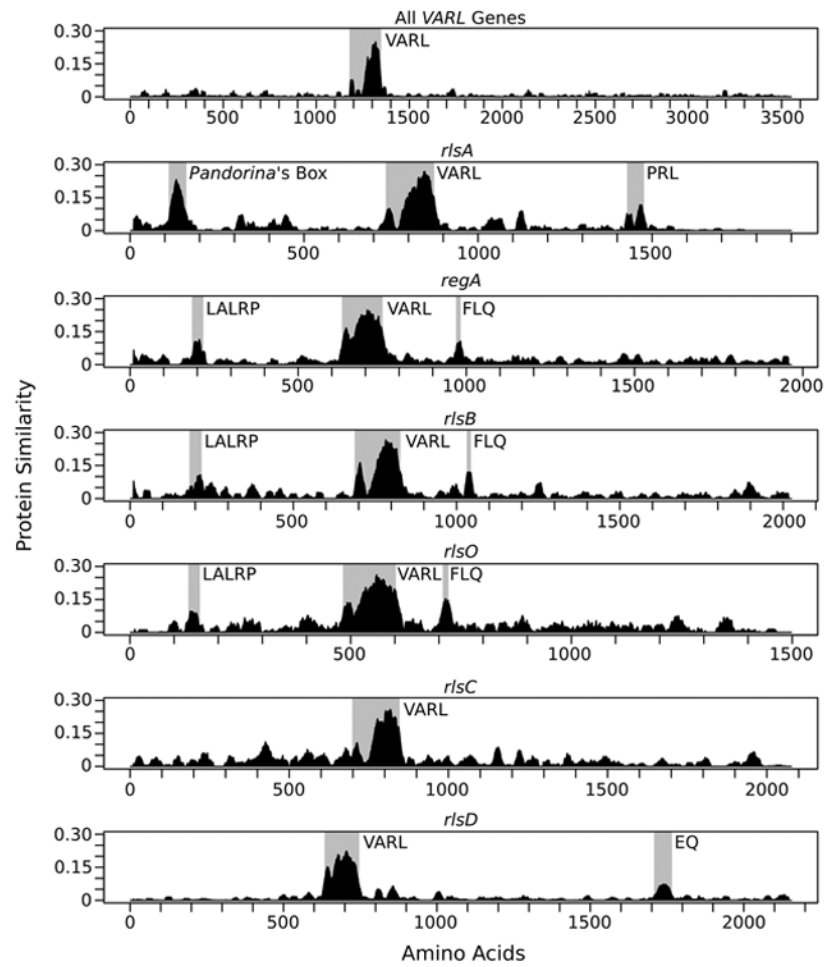 All VARL Genes
0.30
0.15
0
VARL
0 500 1000 1500 2000 2500 3000 3500
rlsA
0.30
0.15
0
Pandorina's Box VARL PRL
0 500 1000 1500
regA
0.30
0.15
0
LALRP VARL FLQ
0 500 1000 1500 2000
rlsB
0.30
0.15
0
LALRP VARL FLQ
0 500 1000 1500 2000
rlsO
0.30
0.15
0
LALRP VARL FLQ
0 500 1000 1500
rlsC
0.30
0.15
0
VARL
0 500 1000 1500 2000
rlsD
0.30
0.15
0
VARL EQ
0 500 1000 1500 2000
Protein Similarity
Amino Acids